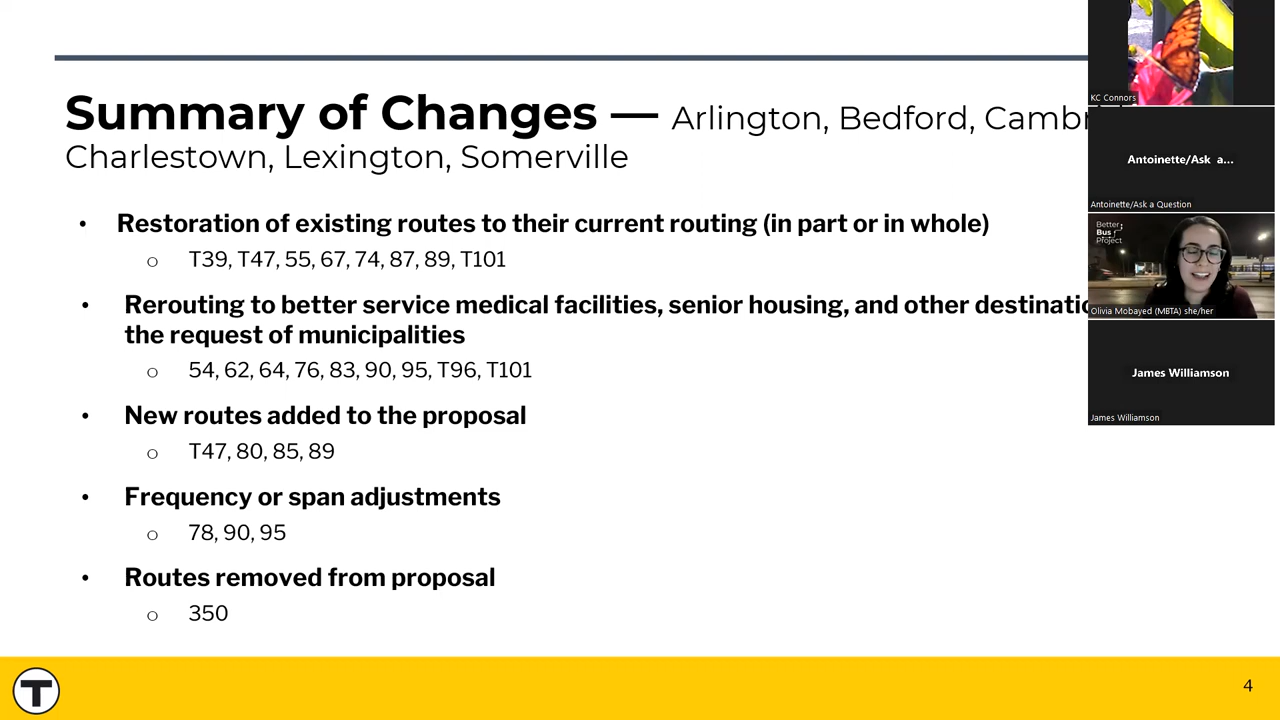 Summary of Changes — Arlington, Bedford,
Charlestown, Lexington, Somerville
• Restoration of existing routes to their current routing (in part or in whole)
○ T39, T47, 55, 67, 74, 87, 89, T101
• Rerouting to better service medical facilities, senior housing, and other
the request of municipalities
○ 54, 62, 64, 76, 83, 90, 95, T96, T101
• New routes added to the proposal
○ T47, 80, 85, 89
• Frequency or span adjustments
○ 78, 90, 95
• Routes removed from proposal
○ 350
T
4
KC Connors
Antoinette/Ask a...
Antoinette/Ask a Question
Better
Bus
Project
Olivia Mobayed (MBTA) she/her
James Williamson
James Williamson